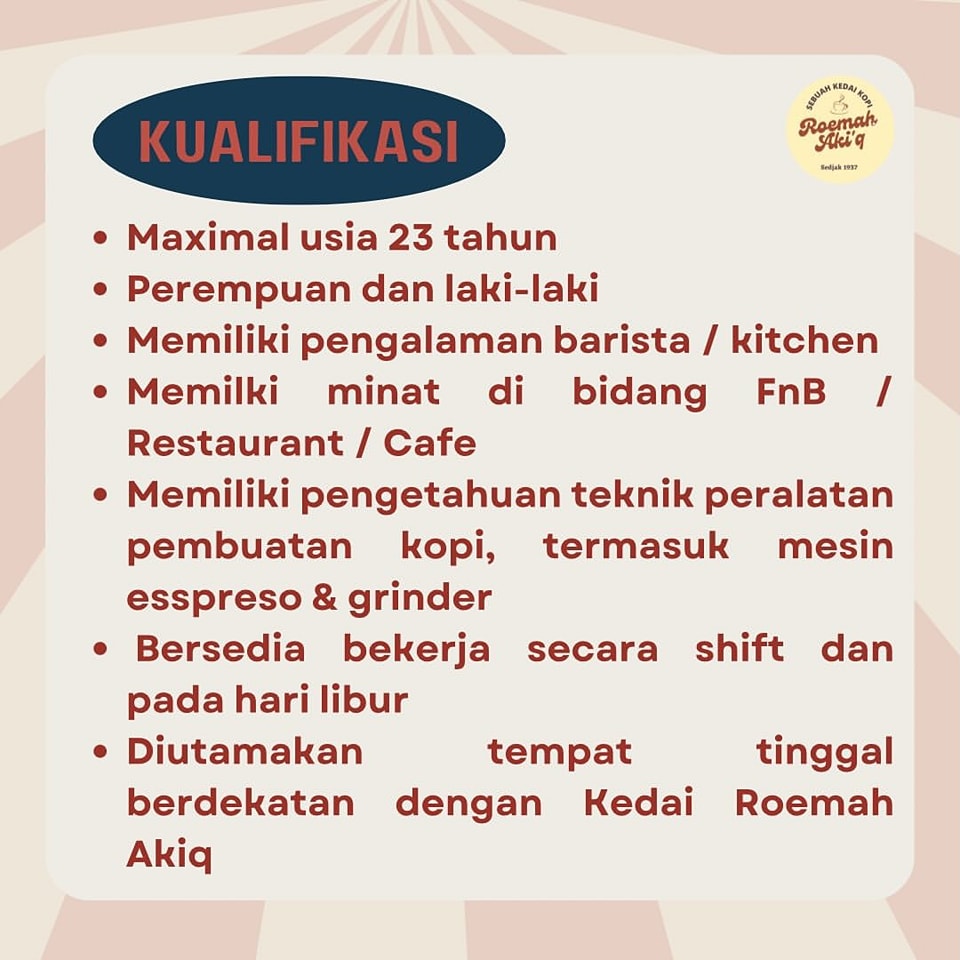 KUALIFIKASI
SEBUAH KEDAI KOPI
Roemah
Aki'q
Sedjak 1937
• Maximal usia 23 tahun
• Perempuan dan laki-laki
• Memiliki pengalaman barista / kitchen
• Memilki minat di bidang FnB /
Restaurant / Cafe
• Memiliki pengetahuan teknik peralatan
pembuatan kopi, termasuk mesin
esspreso & grinder
• Bersedia bekerja secara shift dan
pada hari libur
• Diutamakan tempat tinggal
berdekatan dengan Kedai Roemah
Akiq